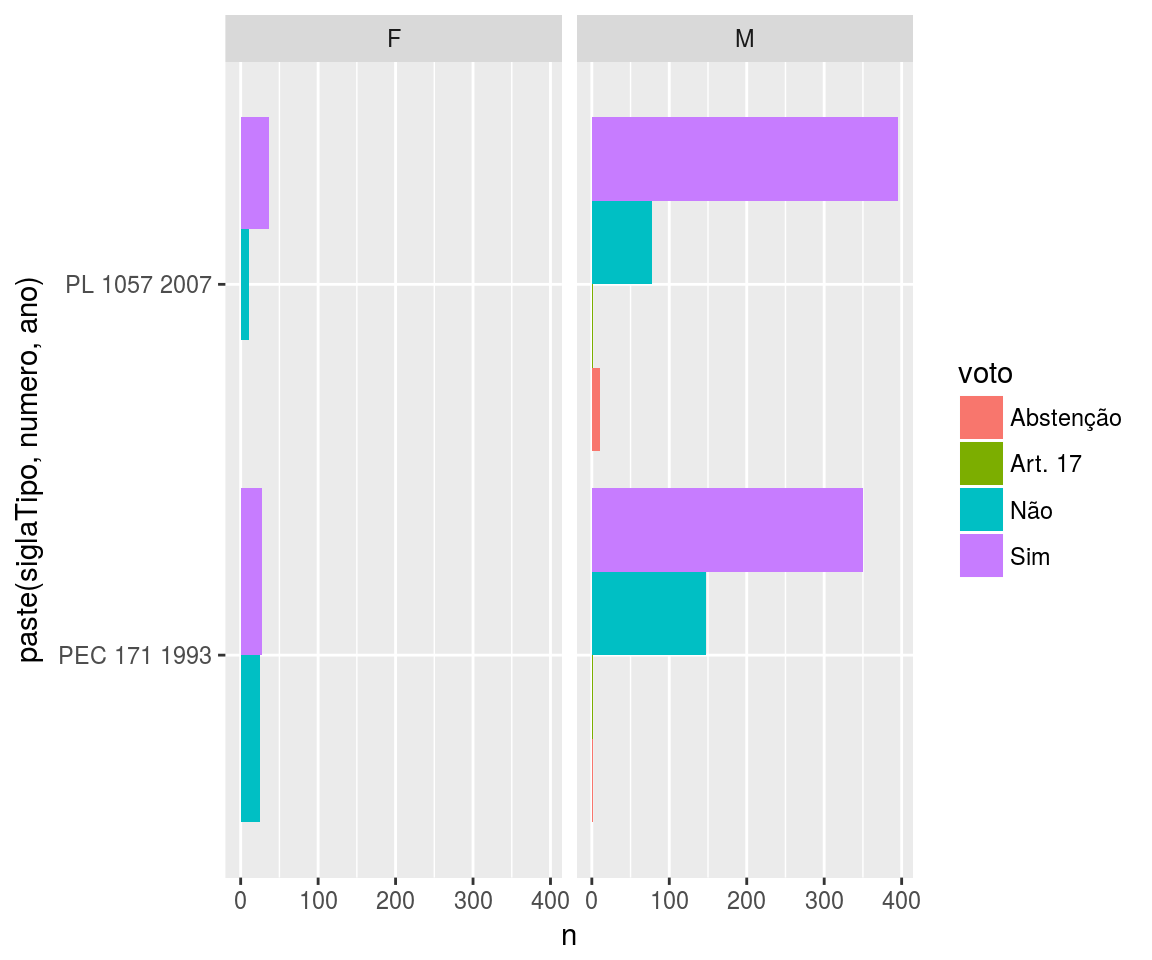 F
M
paste(siglaTipo, numero, ano)
PL 1057 2007
PEC 171 1993
0 100 200 300 400
0 100 200 300 400
n
voto
Abstenção
Art. 17
Não
Sim